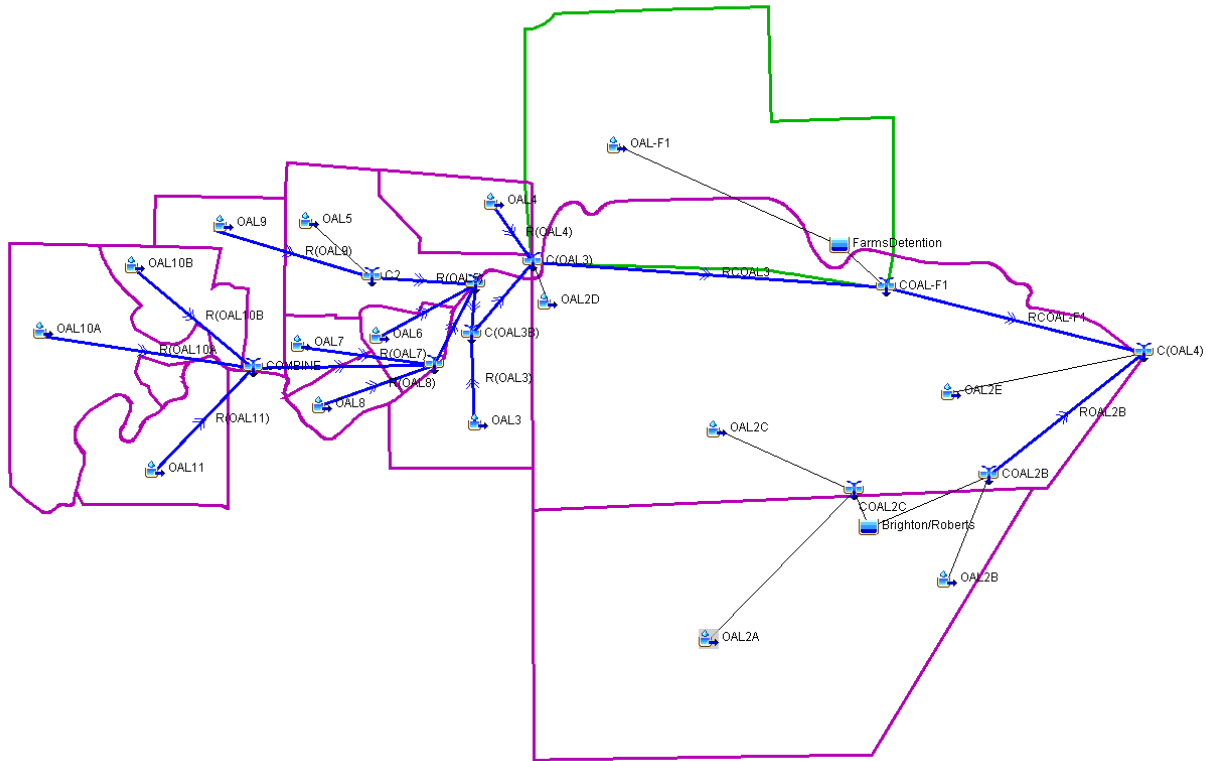 OAL-F1
OAL4
OAL9
OAL5
R(OAL4)
FarmsDetention
R(OAL9)
C(OAL3)
OAL10B
C2
R(OAL5)
RCOAL3
COAL-F1
OAL2D
R(OAL10B)
RCOAL-F1
OAL10A
OAL6
C(OAL3B)
OAL7
R(OAL10A)
R(OAL7)
C(OAL4)
COMBINE
R(OAL3)
R(OAL8)
OAL2E
OAL8
R(OAL11)
ROAL2B
OAL3
OAL2C
OAL11
COAL2B
COAL2C
Brighton/Roberts
OAL2B
OAL2A